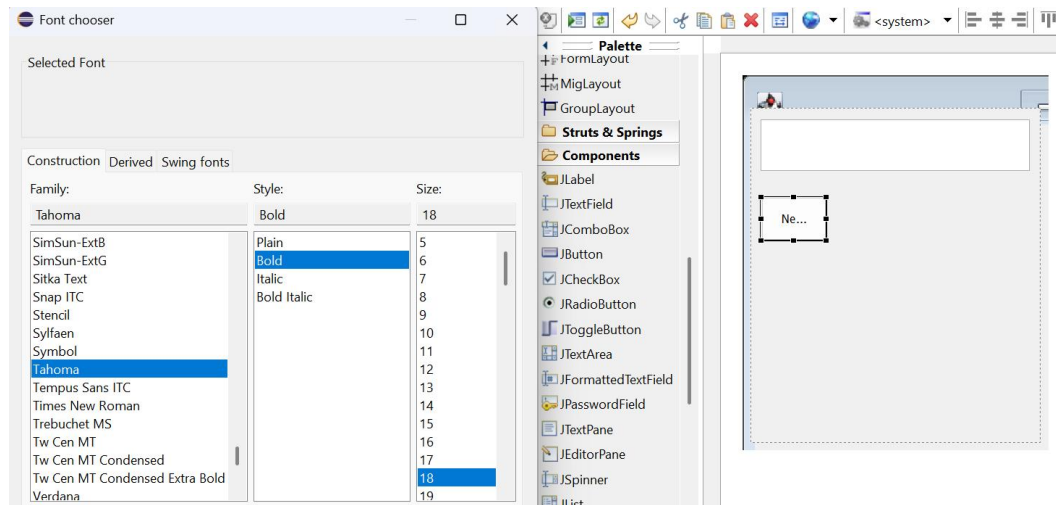 Font chooser
Selected Font
Construction Derived Swing fonts
Family: Style: Size:
Tahoma Bold 18
SimSun-ExtB
SimSun-ExtG
Sitka Text
Snap ITC
Stencil
Sylfaen
Symbol
Tahoma
Tempus Sans ITC
Times New Roman
Trebuchet MS
Tw Cen MT
Tw Cen MT Condensed
Tw Cen MT Condensed Extra Bold
Verdana
Plain
Bold
Italic
Bold Italic
5
6
7
8
9
10
11
12
13
14
15
16
17
18
19
<system>
Palette
FormLayout
MigLayout
GroupLayout
Struts & Springs
Components
JLabel
JTextField
JComboBox
JButton
JCheckBox
JRadioButton
JToggleButton
JTextArea
JFormattedTextField
JPasswordField
JTextPane
JEditorPane
JSpinner
JList
Ne...